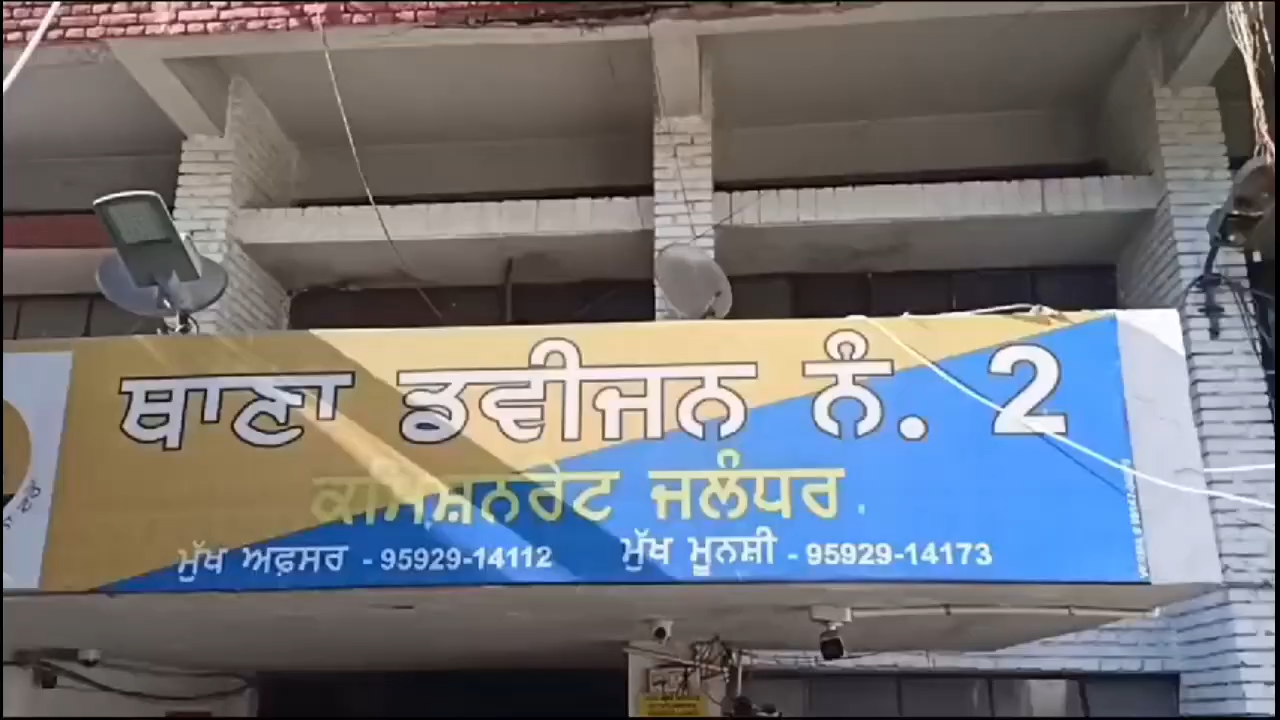 ਥਾਣਾ ਡਵੀਜਨ ਨੰ. 2
ਕਮਿਸ਼ਨਰੇਟ ਜਲੰਧਰ
ਮੁੱਖ ਅਫ਼ਸਰ - 95929-14112 ਮੁੱਖ ਮੂਨਸ਼ੀ - 95929-14173